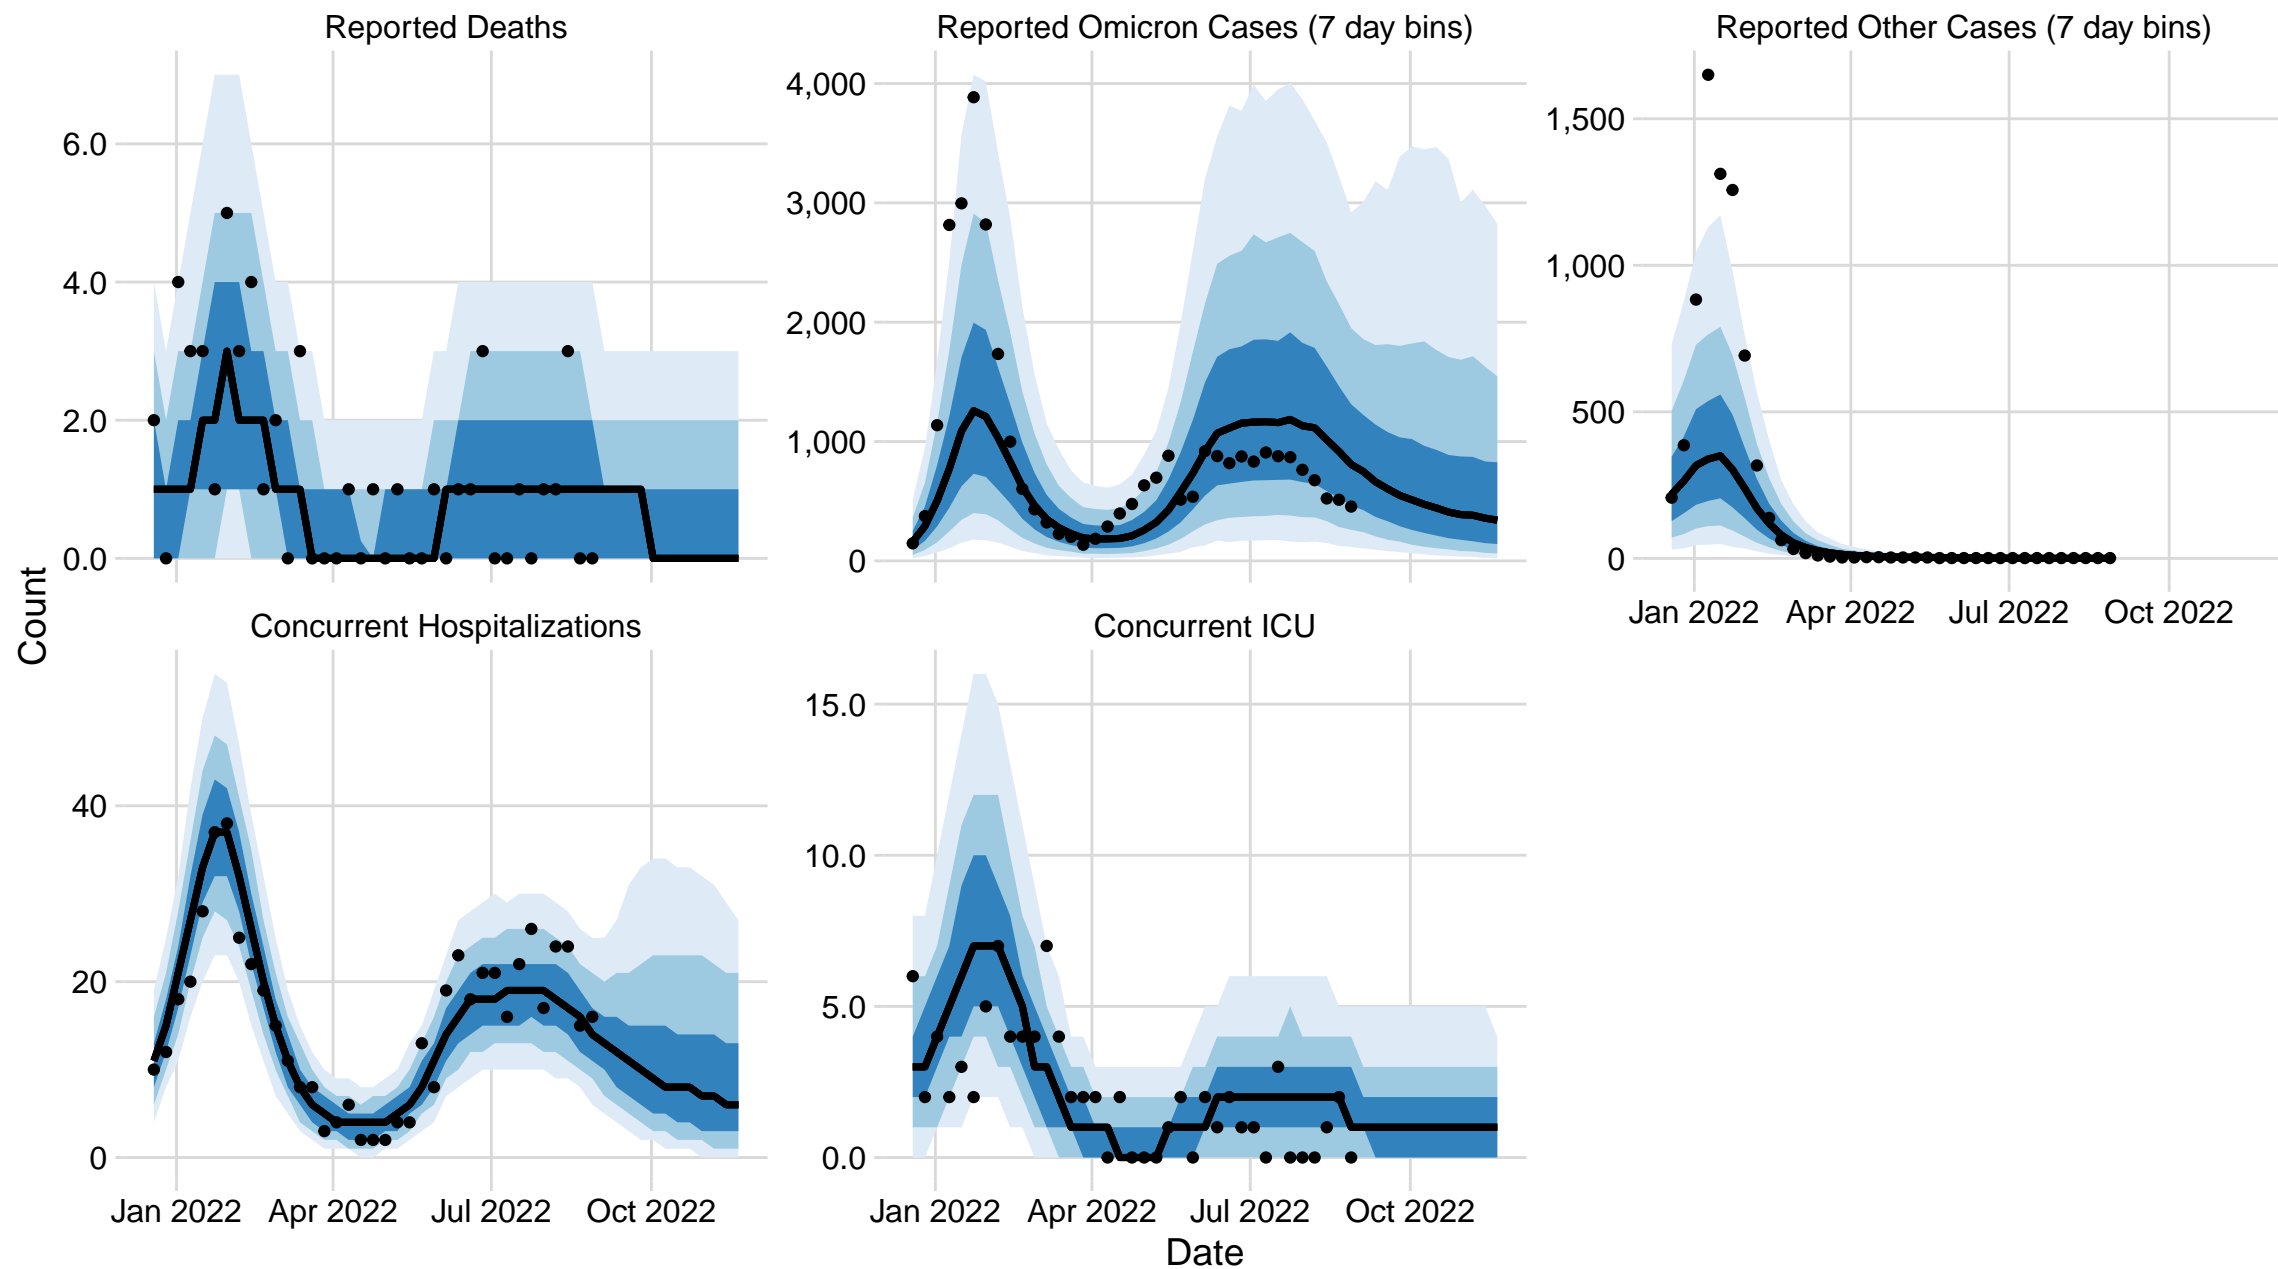 Reported Deaths
Reported Omicron Cases (7 day bins)
Reported Other Cases (7 day bins)
6.0
4.0
2.0
0.0
4,000
3,000
2,000
1,000
0
1,500
1,000
500
0
Jan 2022 Apr 2022 Jul 2022 Oct 2022
Count
Concurrent Hospitalizations
Concurrent ICU
40
20
0
15.0
10.0
5.0
0.0
Jan 2022 Apr 2022 Jul 2022 Oct 2022
Jan 2022 Apr 2022 Jul 2022 Oct 2022
Date